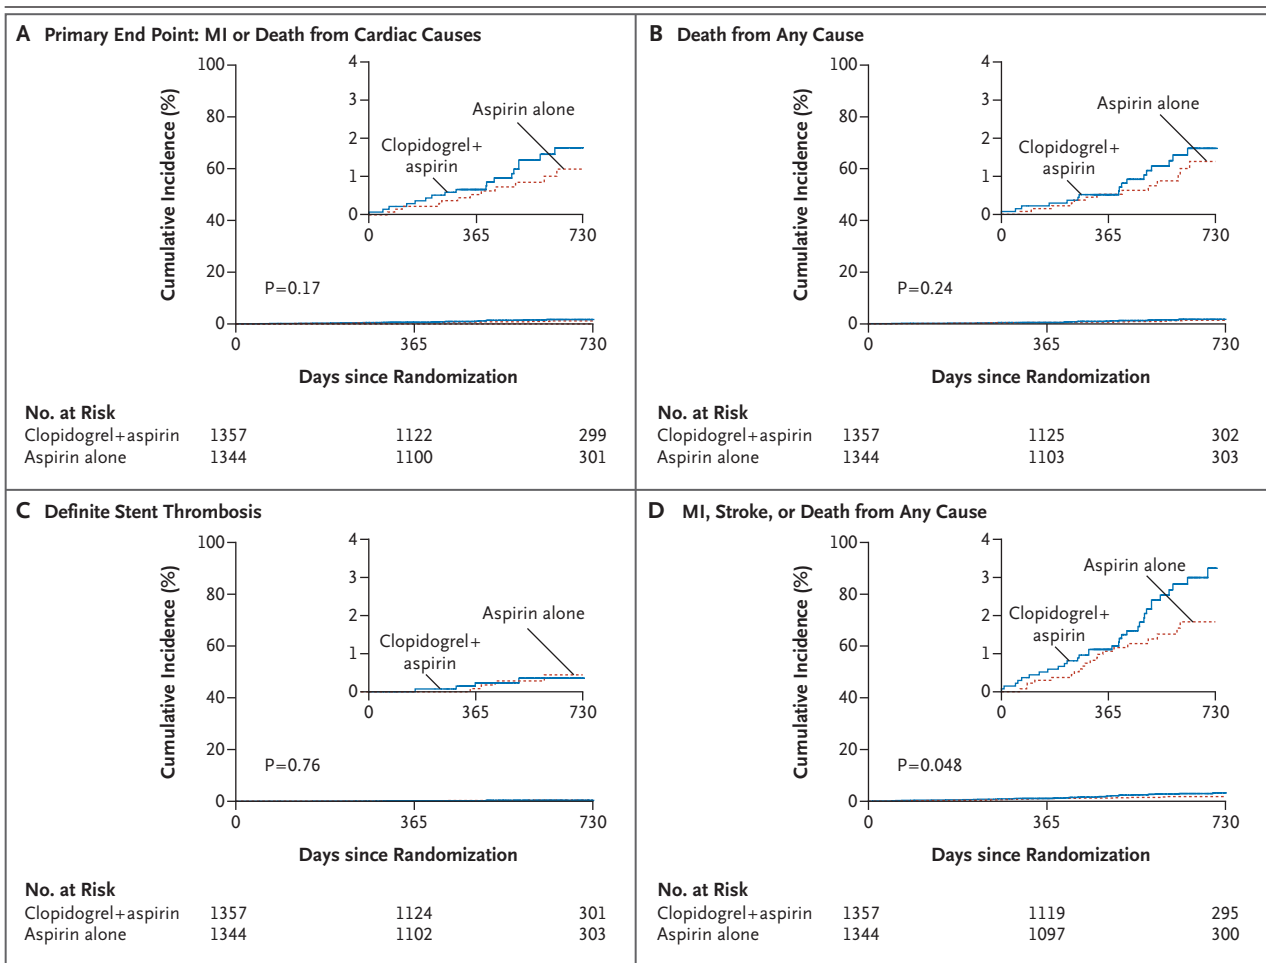 A Primary End Point: MI or Death from Cardiac Causes
Cumulative Incidence (%)
100
80
60
40
20
0
4
3
2
1
0
Aspirin alone
Clopidogrel+
aspirin
0 365 730
P=0.17
0 365 730
Days since Randomization
No. at Risk
Clopidogrel+aspirin 1357 1122 299
Aspirin alone 1344 1100 301
B Death from Any Cause
Cumulative Incidence (%)
100
80
60
40
20
0
4
3
2
1
0
Aspirin alone
Clopidogrel+
aspirin
0 365 730
P=0.24
0 365 730
Days since Randomization
No. at Risk
Clopidogrel+aspirin 1357 1125 302
Aspirin alone 1344 1103 303
C Definite Stent Thrombosis
Cumulative Incidence (%)
100
80
60
40
20
0
4
3
2
1
0
Aspirin alone
Clopidogrel+
aspirin
0 365 730
P=0.76
0 365 730
Days since Randomization
No. at Risk
Clopidogrel+aspirin 1357 1124 301
Aspirin alone 1344 1102 303
D MI, Stroke, or Death from Any Cause
Cumulative Incidence (%)
100
80
60
40
20
0
4
3
2
1
0
Aspirin alone
Clopidogrel+
aspirin
0 365 730
P=0.048
0 365 730
Days since Randomization
No. at Risk
Clopidogrel+aspirin 1357 1119 295
Aspirin alone 1344 1097 300